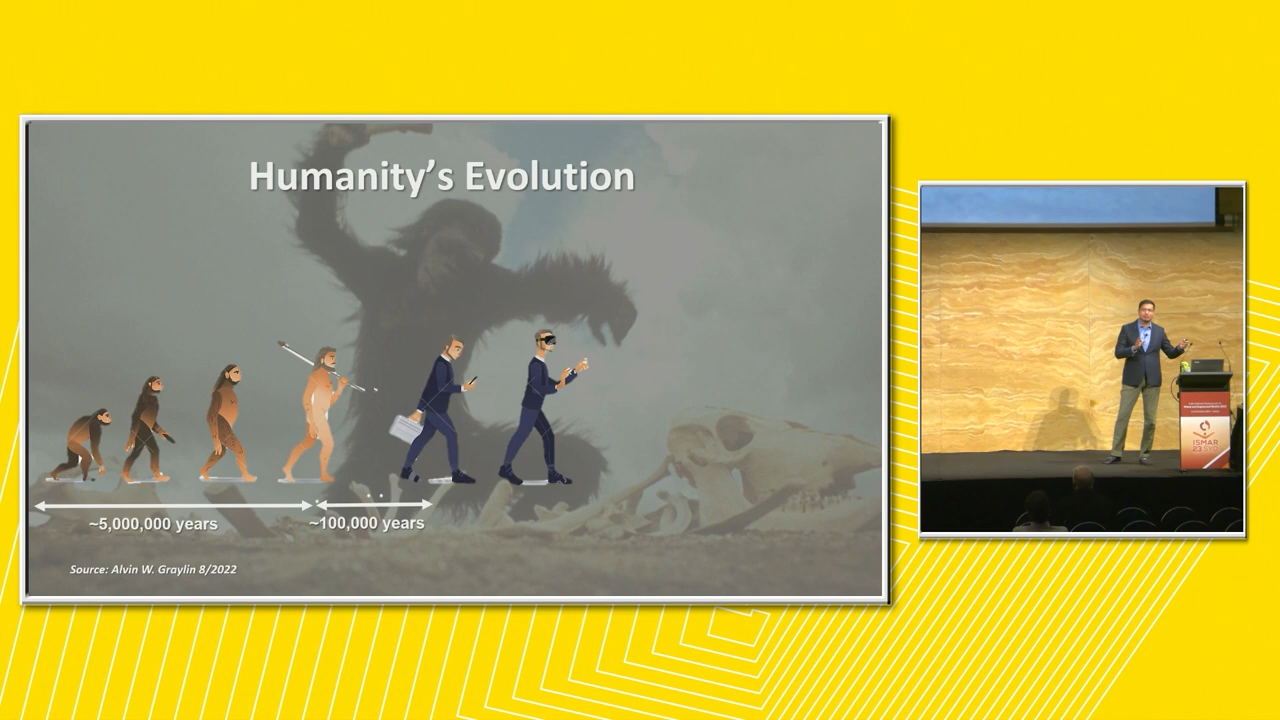 Humanity's Evolution
~5,000,000 years
~100,000 years
Source: Alvin W. Graylin 8/2022
ISMAR
23